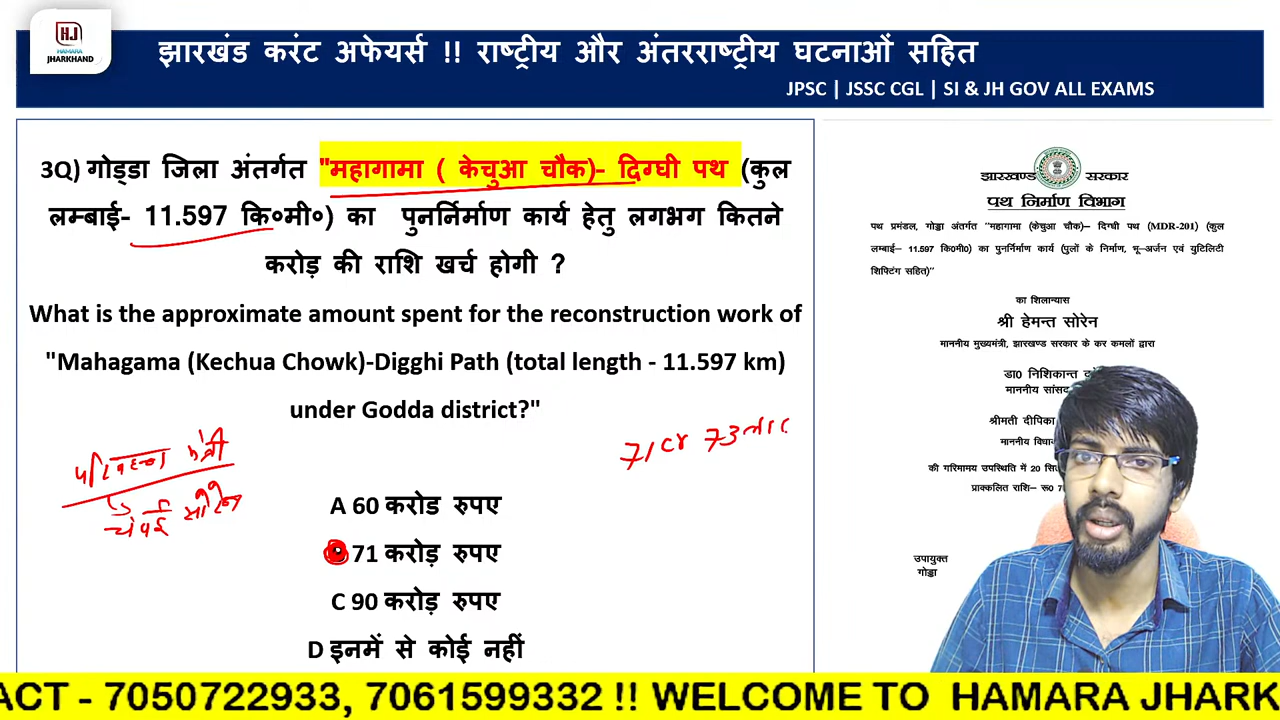 HJ
HAMARA
JHARKHAND
झारखंड करंट अफेयर्स !! राष्ट्रीय और अंतरराष्ट्रीय घटनाओं सहित
JPSC | JSSC CGL | SI & JH GOV ALL EXAMS
3Q) गोड्डा जिला अंतर्गत "महागामा ( केचुआ चौक)- दिग्घी पथ (कुल
लम्बाई- 11.597 कि०मी०) का पुनर्निर्माण कार्य हेतु लगभग कितने
करोड़ की राशि खर्च होगी ?
What is the approximate amount spent for the reconstruction work of
"Mahagama (Kechua Chowk)-Digghi Path (total length - 11.597 km)
under Godda district?"
71 cr 73 लाख
परिवहन मंत्री
चंपई सोरेन
A 60 करोड रुपए
71 करोड़ रुपए
C 90 करोड़ रुपए
D इनमें से कोई नहीं
झारखण्ड सरकार
पथ निर्माण विभाग
पथ प्रमंडल, गोड्डा अंतर्गत "महागामा (केचुआ चौक)– दिग्घी पथ (MDR-201) (कुल
लम्बाई– 11.597 कि0मी0) का पुनर्निर्माण कार्य (पुलों के निर्माण, भू–अर्जन एवं युटिलिटी
शिफ्टिंग सहित)"
का शिलान्यास
श्री हेमन्त सोरेन
माननीय मुख्यमंत्री, झारखण्ड सरकार के कर कमलों द्वारा
डा0 निशिकान्त
माननीय सांसद
श्रीमती दीपिका
माननीय
की गरिमामय उपस्थिति में 20
प्राक्कलित राशि– रू0
उपायुक्त
गोड्डा
ACT - 7050722933, 7061599332 !! WELCOME TO HAMARA JHARK